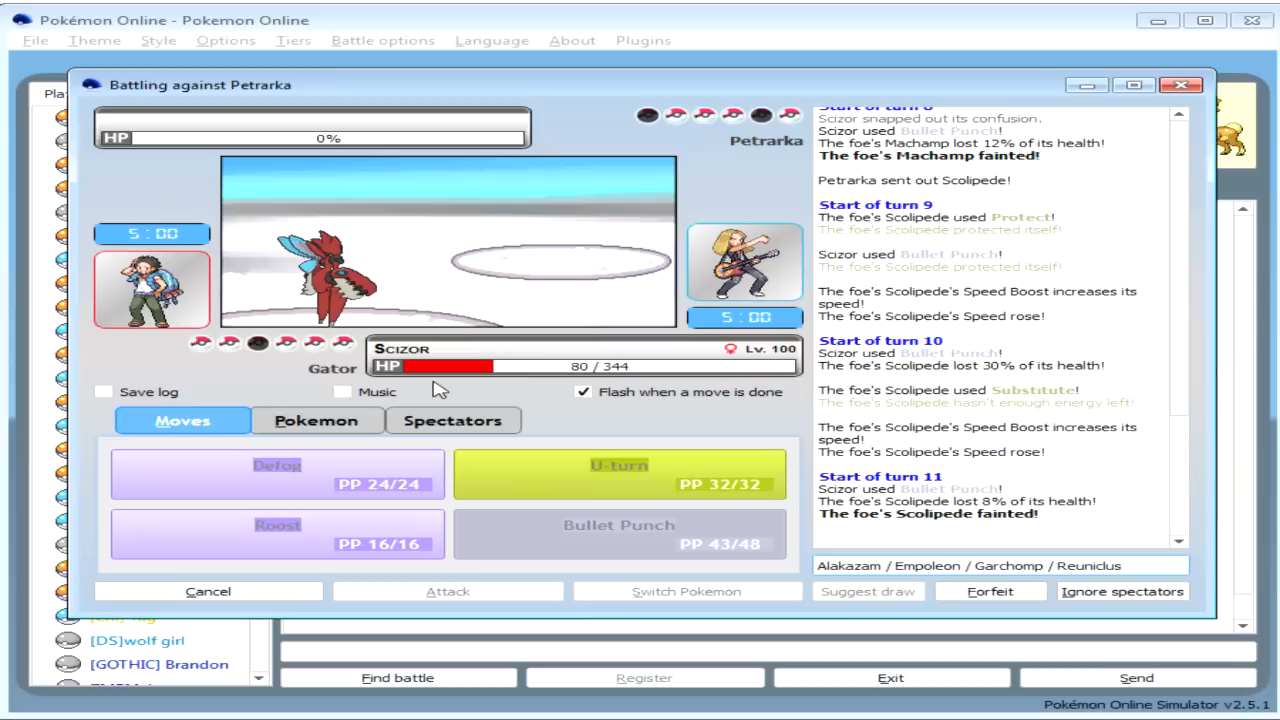 Pokémon Online - Pokemon Online
File Theme Style Options Tiers Battle options Language About Plugins
Battling against Petrarka
HP 0%
Petrarka
5:00
5:00
SCIZOR Lv. 100
HP 80 / 344
Gator
Save log Music Flash when a move is done
Moves Pokemon Spectators
Defog
PP 24/24
U-turn
PP 32/32
Roost
PP 16/16
Bullet Punch
PP 43/48
Cancel Attack Switch Pokemon
Scizor snapped out its confusion.
Scizor used Bullet Punch!
The foe's Machamp lost 12% of its health!
The foe's Machamp fainted!
Petrarka sent out Scolipede!
Start of turn 9
The foe's Scolipede used Protect!
The foe's Scolipede protected itself!
Scizor used Bullet Punch!
The foe's Scolipede protected itself!
The foe's Scolipede's Speed Boost increases its
speed!
The foe's Scolipede's Speed rose!
Start of turn 10
Scizor used Bullet Punch!
The foe's Scolipede lost 30% of its health!
The foe's Scolipede used Substitute!
The foe's Scolipede hasn't enough energy left!
The foe's Scolipede's Speed Boost increases its
speed!
The foe's Scolipede's Speed rose!
Start of turn 11
Scizor used Bullet Punch!
The foe's Scolipede lost 8% of its health!
The foe's Scolipede fainted!
Alakazam / Empoleon / Garchomp / Reuniclus
Suggest draw Forfeit Ignore spectators
[DS]wolf girl
[GOTHIC] Brandon
Find battle Register Exit Send
Pokémon Online Simulator v2.5.1